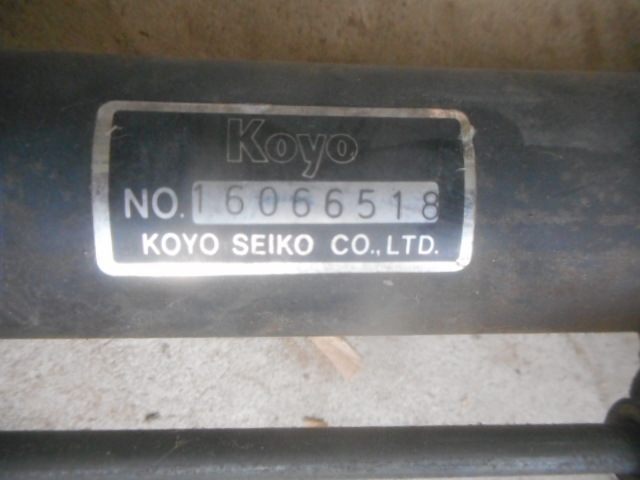 Koyo
NO. 16066518
KOYO SEIKO CO., LTD.